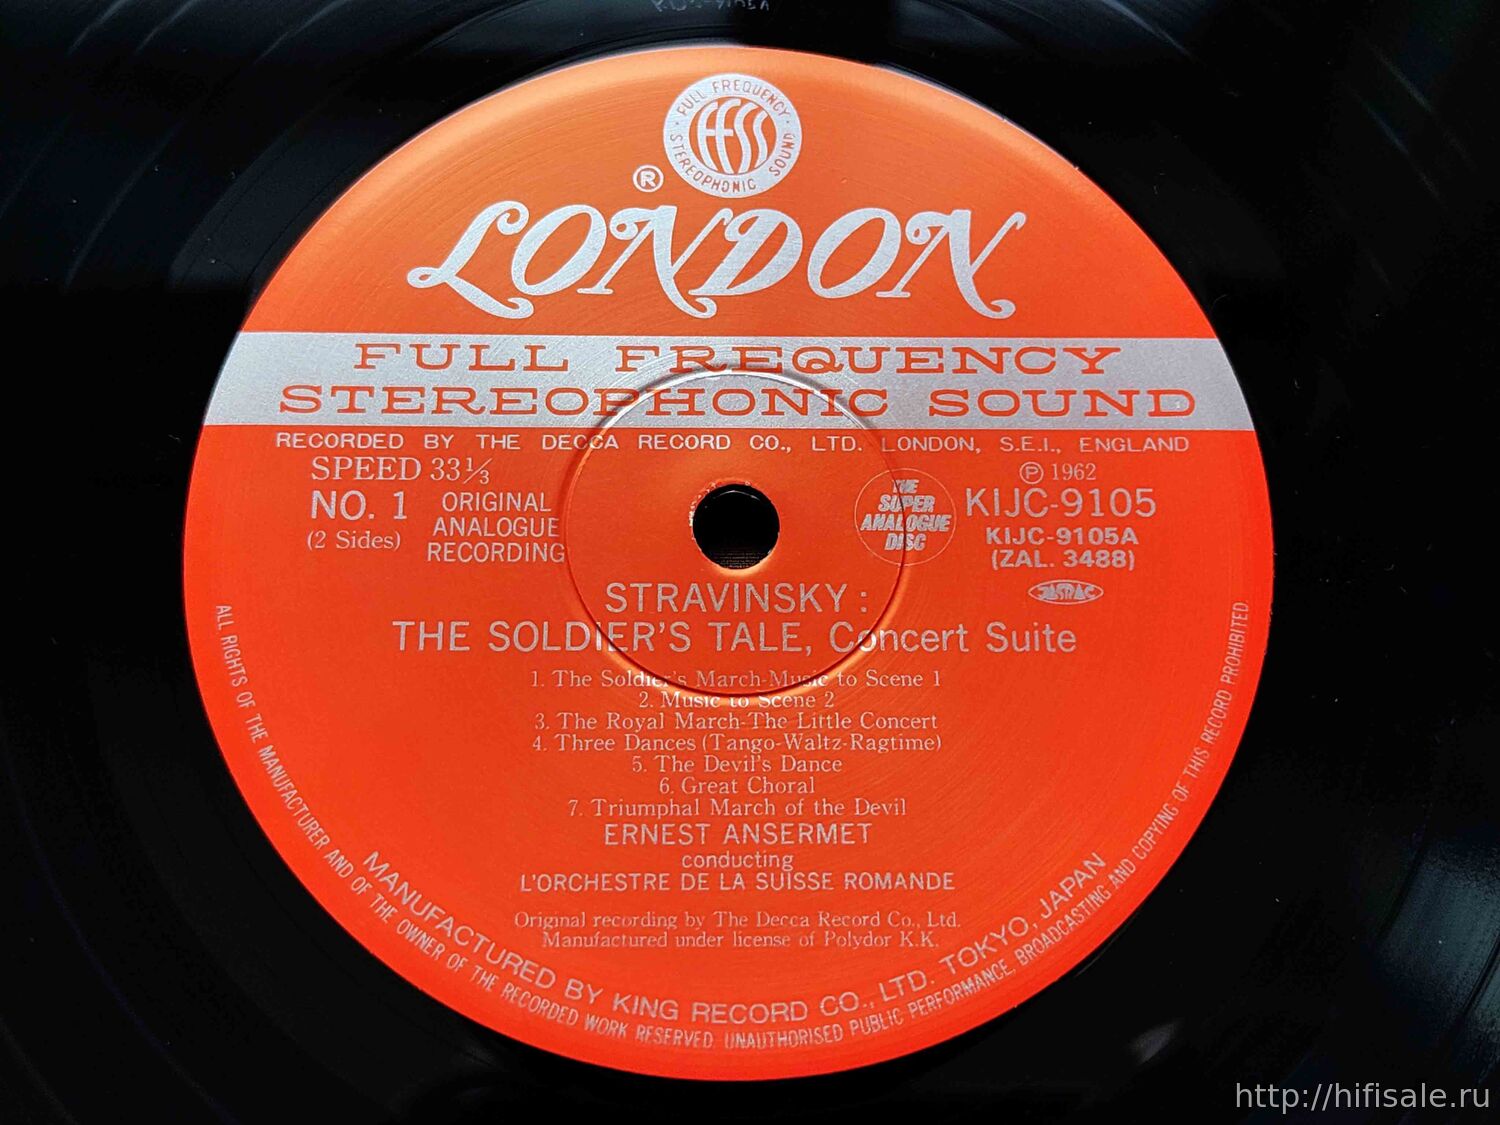 FULL FREQUENCY
FFSS
STEREOPHONIC SOUND
®
LONDON
FULL FREQUENCY
STEREOPHONIC SOUND
RECORDED BY THE DECCA RECORD CO., LTD. LONDON, S.E.I., ENGLAND
SPEED 33⅓
NO. 1
(2 Sides)
ORIGINAL
ANALOGUE
RECORDING
THE
SUPER
ANALOGUE
DISC
Ⓟ 1962
KIJC-9105
KIJC-9105A
(ZAL. 3488)
JASRAC
STRAVINSKY :
THE SOLDIER'S TALE, Concert Suite
1. The Soldier's March-Music to Scene 1
2. Music to Scene 2
3. The Royal March-The Little Concert
4. Three Dances (Tango-Waltz-Ragtime)
5. The Devil's Dance
6. Great Choral
7. Triumphal March of the Devil
ERNEST ANSERMET
conducting
L'ORCHESTRE DE LA SUISSE ROMANDE
Original recording by The Decca Record Co., Ltd.
Manufactured under license of Polydor K.K.
MANUFACTURED BY KING RECORD CO., LTD. TOKYO, JAPAN
ALL RIGHTS OF THE MANUFACTURER AND OF THE OWNER OF THE RECORDED WORK RESERVED. UNAUTHORISED PUBLIC PERFORMANCE, BROADCASTING AND COPYING OF THIS RECORD PROHIBITED
http://hifisale.ru